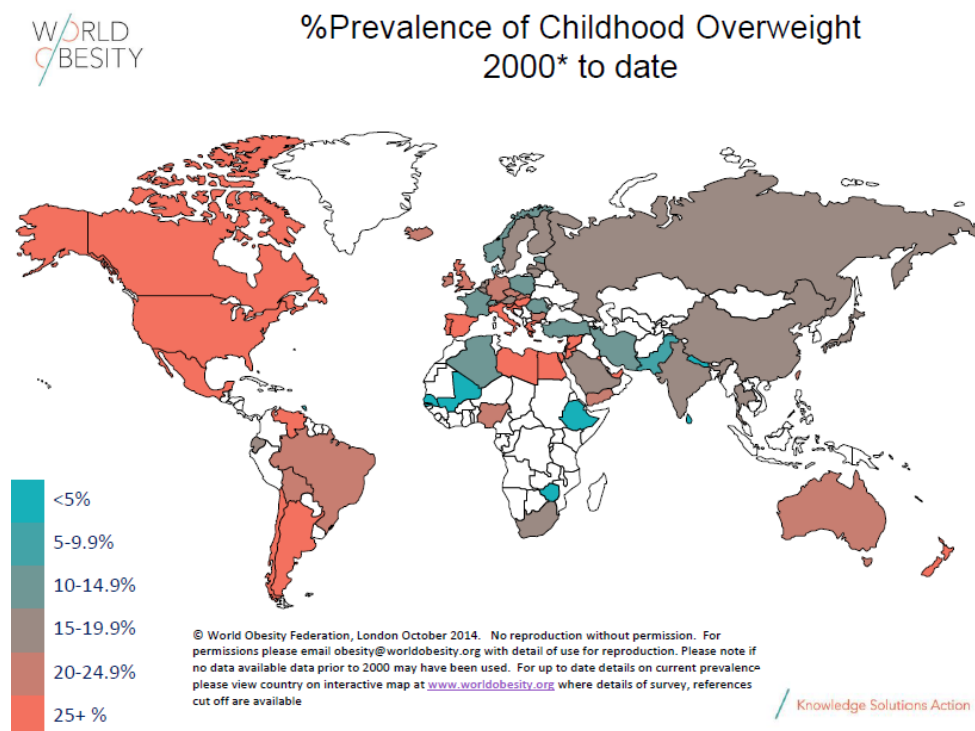 WORLD
OBESITY
%Prevalence of Childhood Overweight
2000* to date
<5%
5-9.9%
10-14.9%
15-19.9%
20-24.9%
25+ %
© World Obesity Federation, London October 2014.   No reproduction without permission.  For
permissions please email obesity@worldobesity.org with detail of use for reproduction. Please note if
no data available data prior to 2000 may have been used.  For up to date details on current prevalence
please view country on interactive map at www.worldobesity.org where details of survey, references
cut off are available
Knowledge Solutions Action